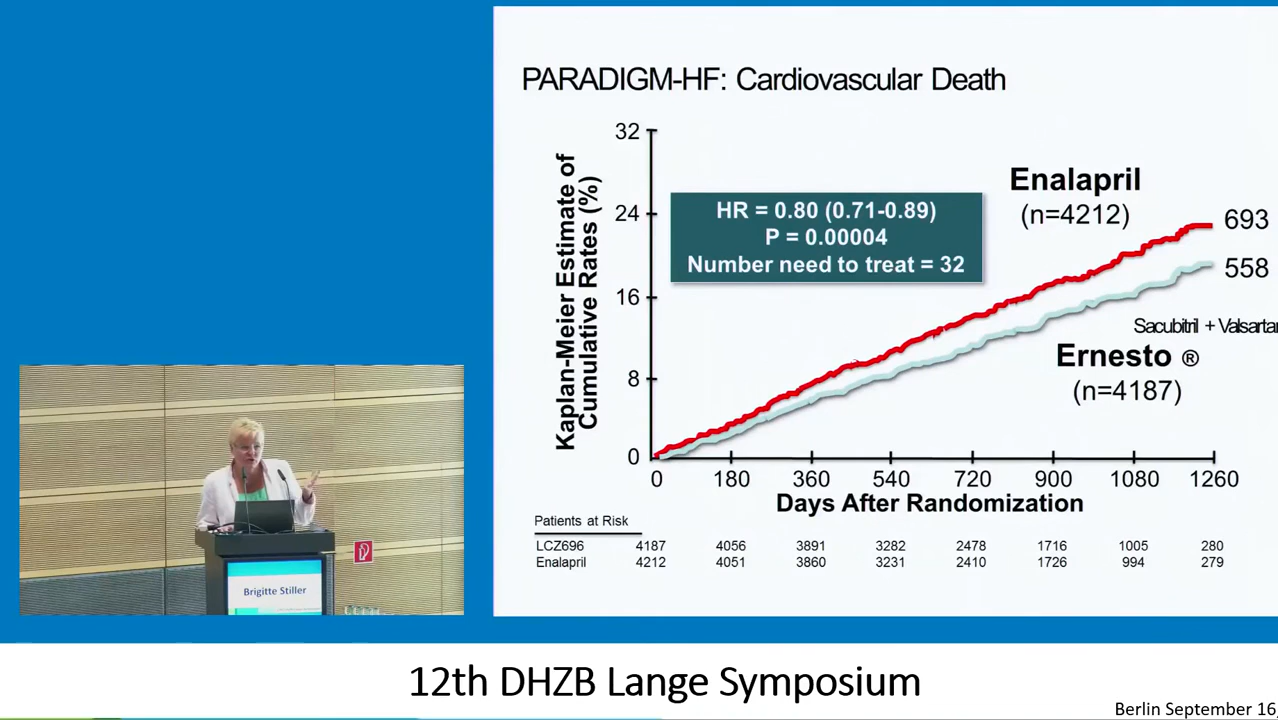 PARADIGM-HF: Cardiovascular Death
Kaplan-Meier Estimate of
Cumulative Rates (%)
32
24
16
8
0
HR = 0.80 (0.71-0.89)
P = 0.00004
Number need to treat = 32
Enalapril
(n=4212)
693
558
Sacubitril + Valsartan
Ernesto ®
(n=4187)
0 180 360 540 720 900 1080 1260
Days After Randomization
Patients at Risk
LCZ696 4187 4056 3891 3282 2478 1716 1005 280
Enalapril 4212 4051 3860 3231 2410 1726 994 279
Brigitte Stiller
12th DHZB Lange Symposium
Berlin September 16,